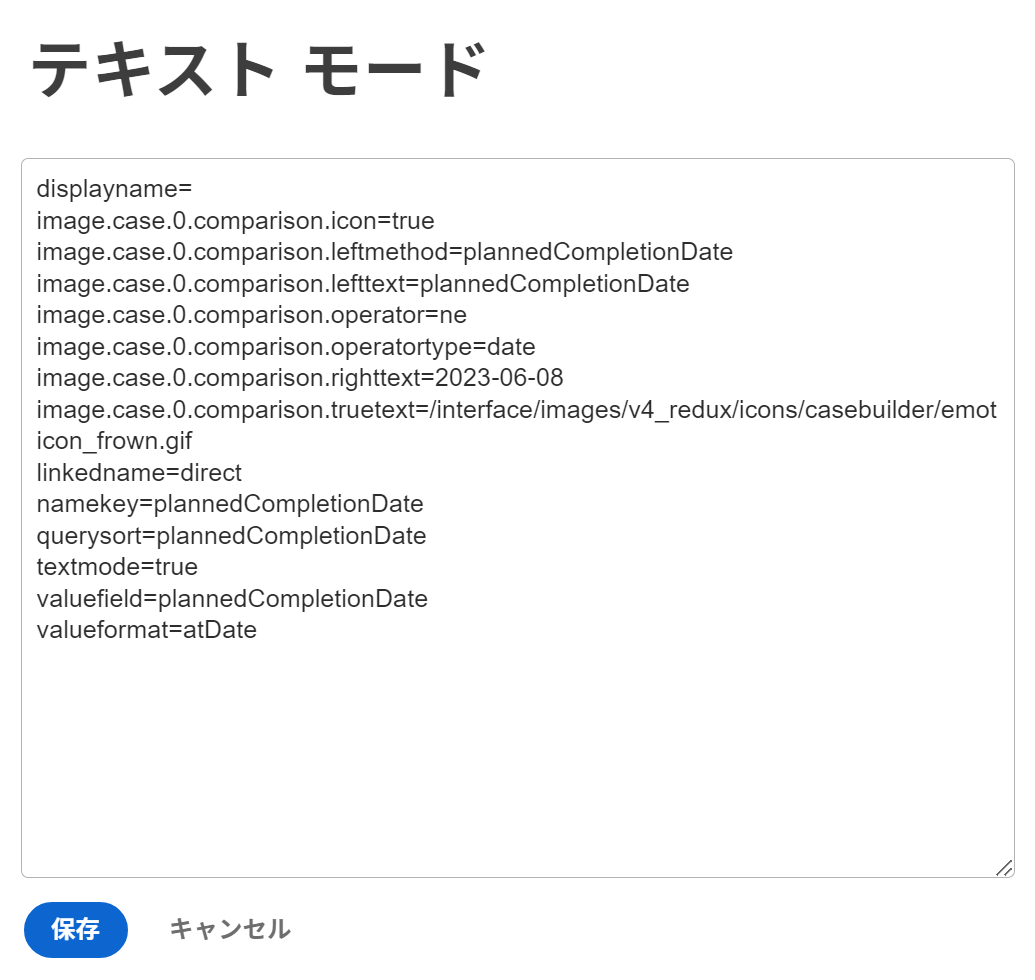 テキスト モード
displayname=
image.case.0.comparison.icon=true
image.case.0.comparison.leftmethod=plannedCompletionDate
image.case.0.comparison.lefttext=plannedCompletionDate
image.case.0.comparison.operator=ne
image.case.0.comparison.operatortype=date
image.case.0.comparison.righttext=2023-06-08
image.case.0.comparison.truetext=/interface/images/v4_redux/icons/casebuilder/emot
icon_frown.gif
linkedname=direct
namekey=plannedCompletionDate
querysort=plannedCompletionDate
textmode=true
valuefield=plannedCompletionDate
valueformat=atDate
保存 キャンセル